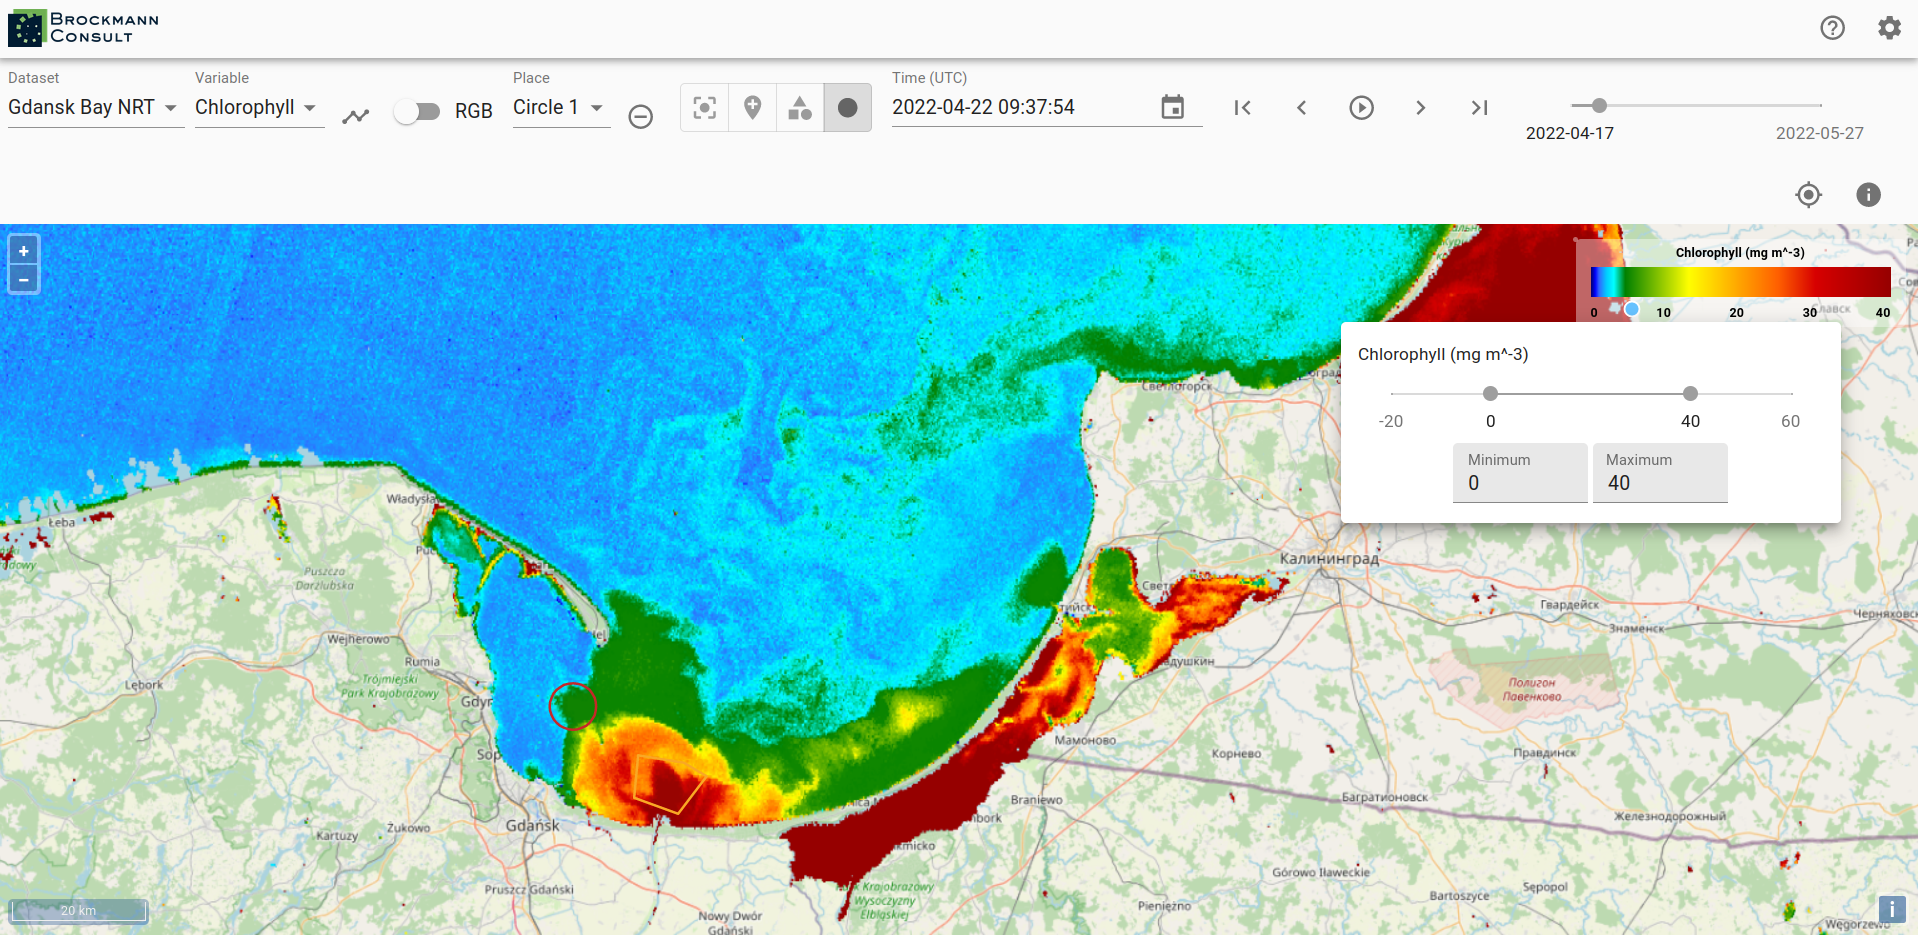 BROCKMANN
CONSULT
Dataset
Gdansk Bay NRT
Variable
Chlorophyll
RGB
Place
Circle 1
Time (UTC)
2022-04-22 09:37:54
2022-04-17
2022-05-27
+
−
Chlorophyll (mg m^-3)
0 10 20 30 40
Chlorophyll (mg m^-3)
-20 0 40 60
Minimum
0
Maximum
40
Светлогорск
Łeba
Władysła
Puszcza
Darżlubska
Калининград
Гвардейск
Черняховск
Знаменск
Wejherowo
Rumia
Trójmiejski
Park Krajobrazowy
Lębork
Gdyr
Полигон
Павенково
Sop
Мамоново
Корнево
Правдинск
Багратионовск
Железнодорожный
Braniewo
Gdańsk
Kartuzy
Żukowo
Pruszcz Gdański
Park Krajobrazowy
Wysoczyzny
Elbląskiej
Górowo Iławeckie
Sępopol
Bartoszyce
Pieniężno
Nowy Dwór
Gdański
Węgorzewo
20 km
i